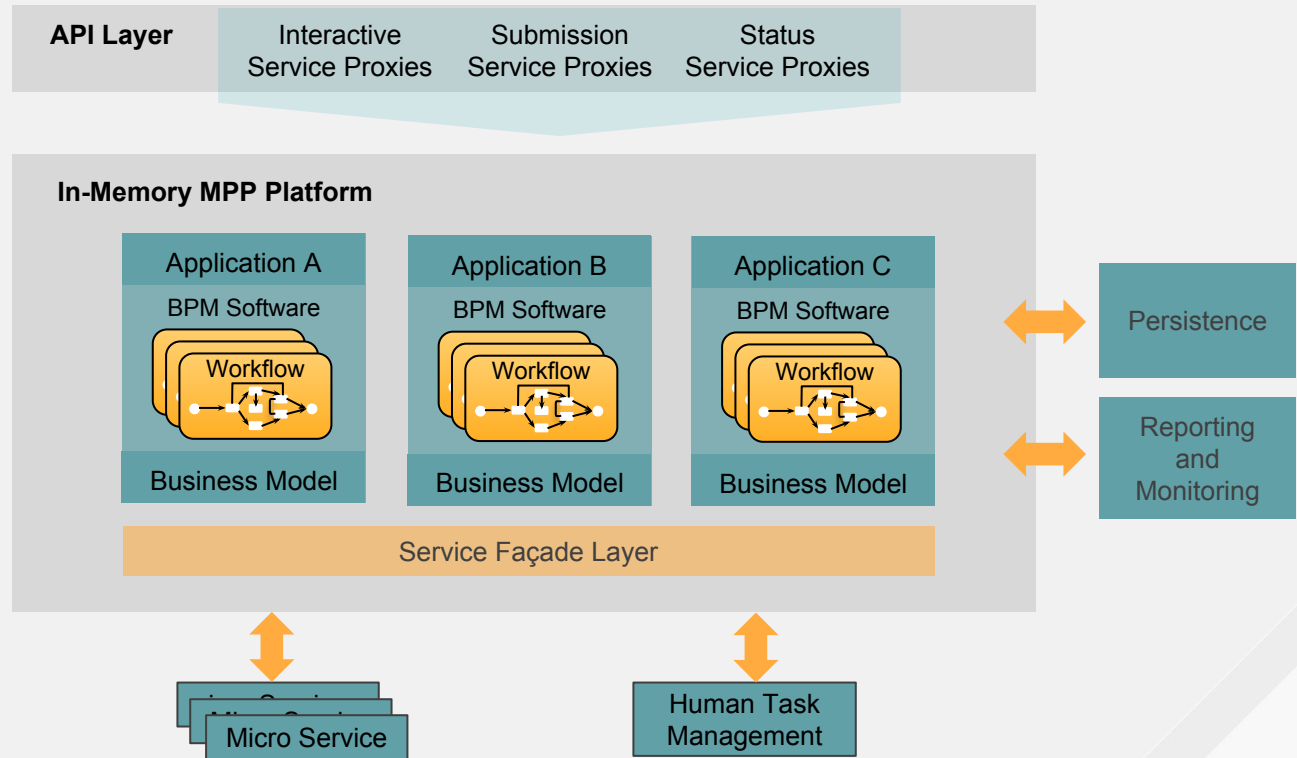 API Layer
Interactive
Service Proxies
Submission
Service Proxies
Status
Service Proxies
In-Memory MPP Platform
Application A
BPM Software
Workflow
Business Model
Application B
BPM Software
Workflow
Business Model
Application C
BPM Software
Workflow
Business Model
Service Façade Layer
Persistence
Reporting
and
Monitoring
Micro Service
Human Task
Management